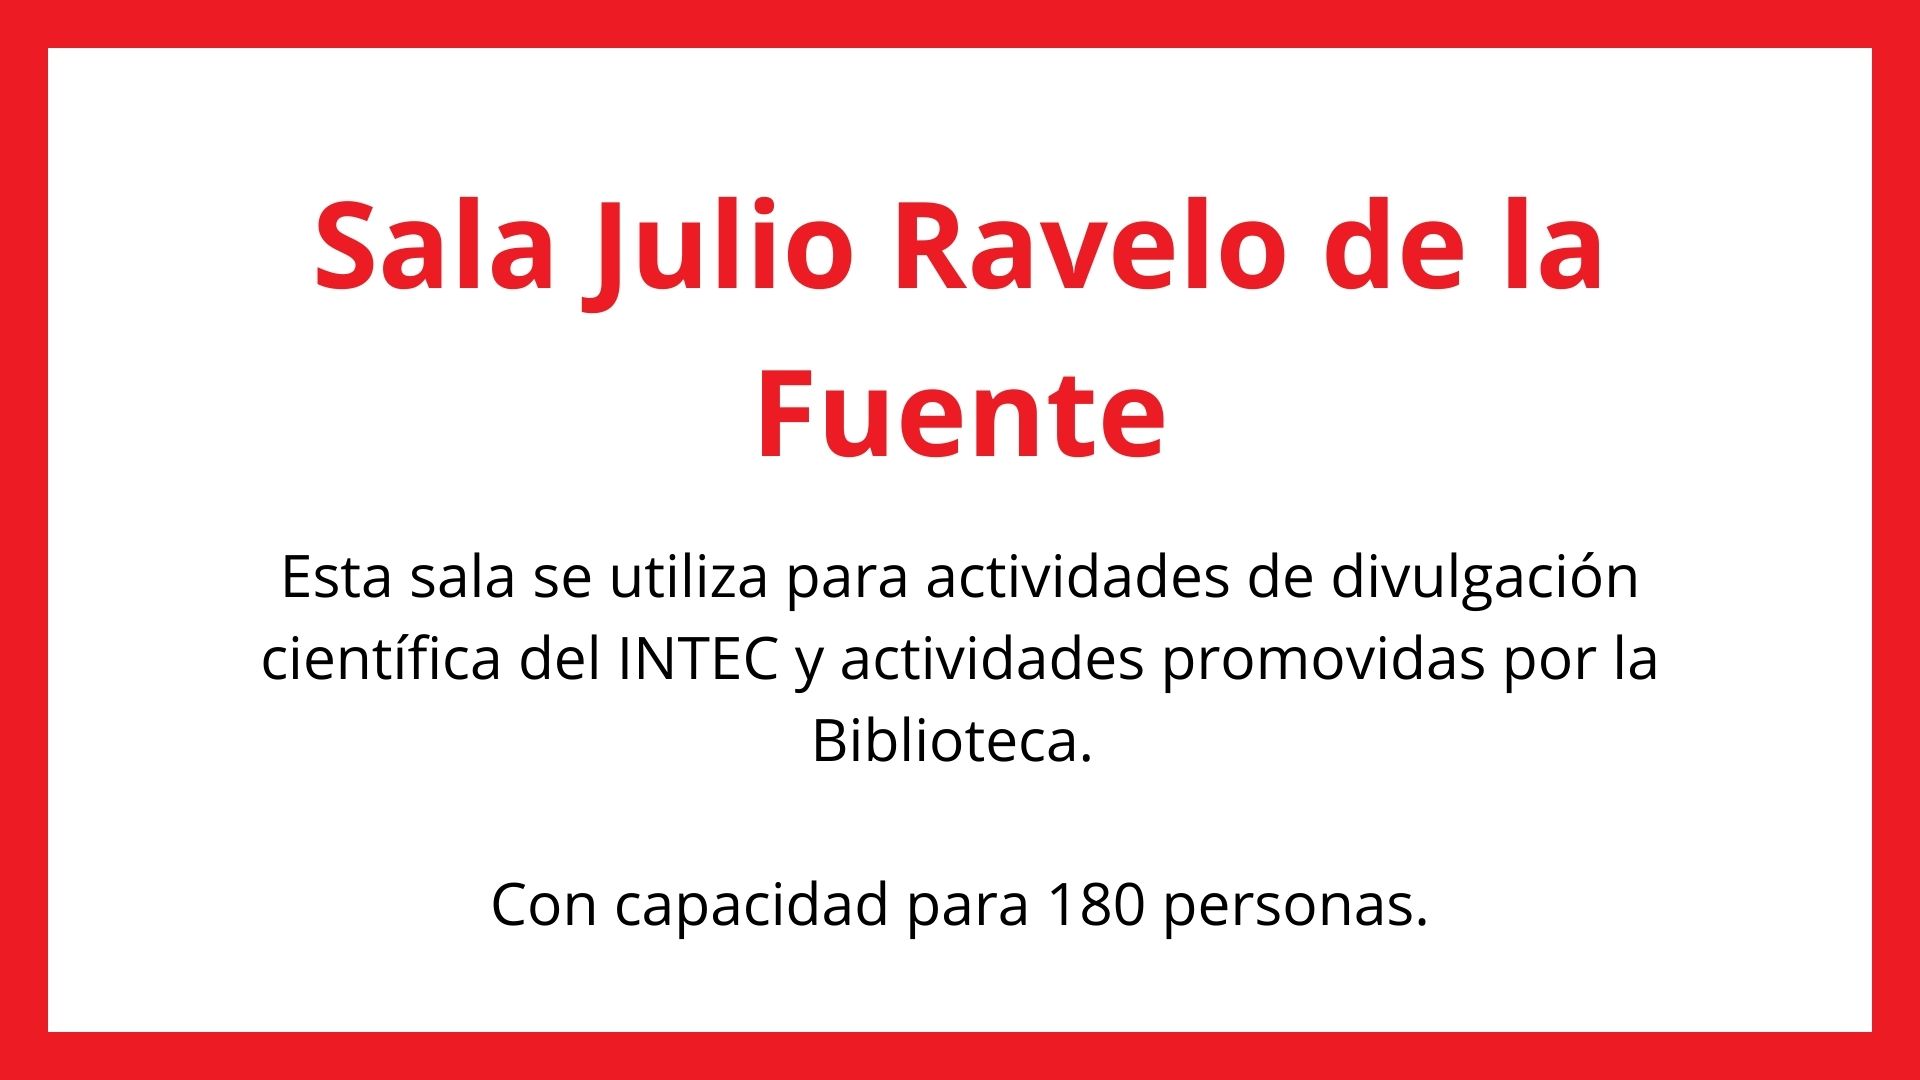 Sala Julio Ravelo de la
Fuente
Esta sala se utiliza para actividades de divulgación
científica del INTEC y actividades promovidas por la
Biblioteca.
Con capacidad para 180 personas.